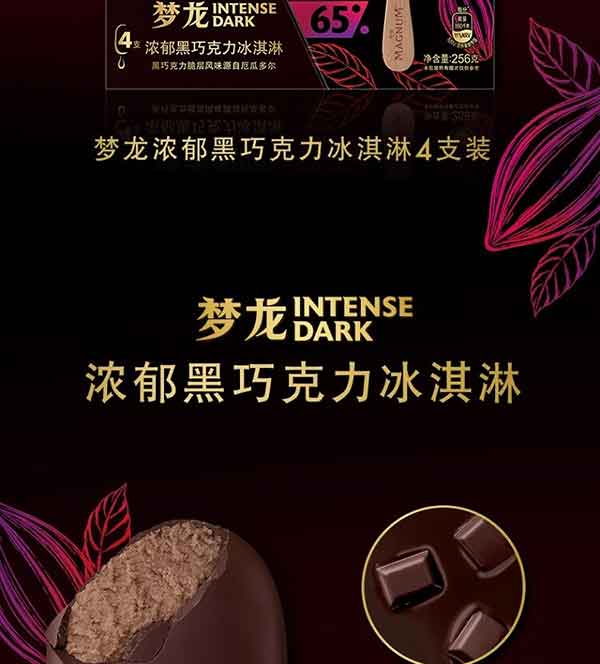 梦龙 INTENSE DARK 65%
4支 浓郁黑巧克力冰淇淋
黑巧克力脆层风味源自厄瓜多尔
MAGNUM
净含量:256克
梦龙浓郁黑巧克力冰淇淋4支装
梦龙 INTENSE DARK
浓郁黑巧克力冰淇淋